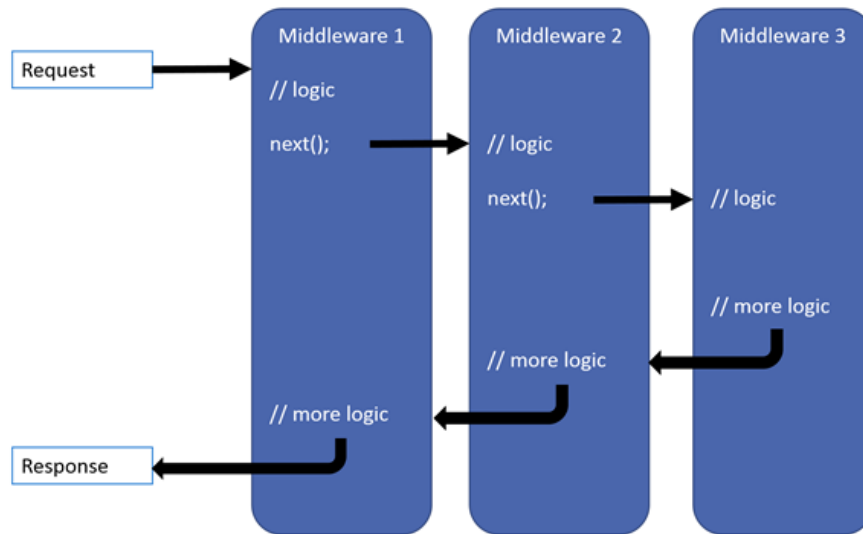 Request
Middleware 1
// logic
next();
// more logic
Middleware 2
// logic
next();
// more logic
Middleware 3
// logic
// more logic
Response